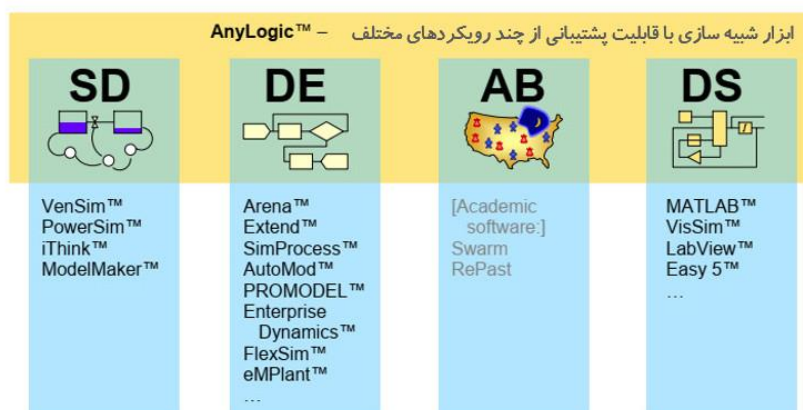 ابزار شبیه سازی با قابلیت پشتیبانی از چند رویکردهای مختلف – AnyLogic™
SD
VenSim™
PowerSim™
iThink™
ModelMaker™
DE
Arena™
Extend™
SimProcess™
AutoMod™
PROMODEL™
Enterprise
Dynamics™
FlexSim™
eMPlant™
...
AB
[Academic
software:]
Swarm
RePast
DS
MATLAB™
VisSim™
LabView™
Easy 5™
...